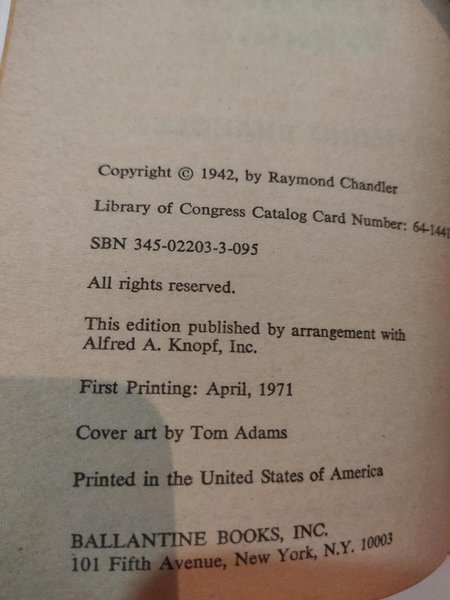 Copyright © 1942, by Raymond Chandler
Library of Congress Catalog Card Number: 64-1441
SBN 345-02203-3-095
All rights reserved.
This edition published by arrangement with
Alfred A. Knopf, Inc.
First Printing: April, 1971
Cover art by Tom Adams
Printed in the United States of America
BALLANTINE BOOKS, INC.
101 Fifth Avenue, New York, N.Y. 10003